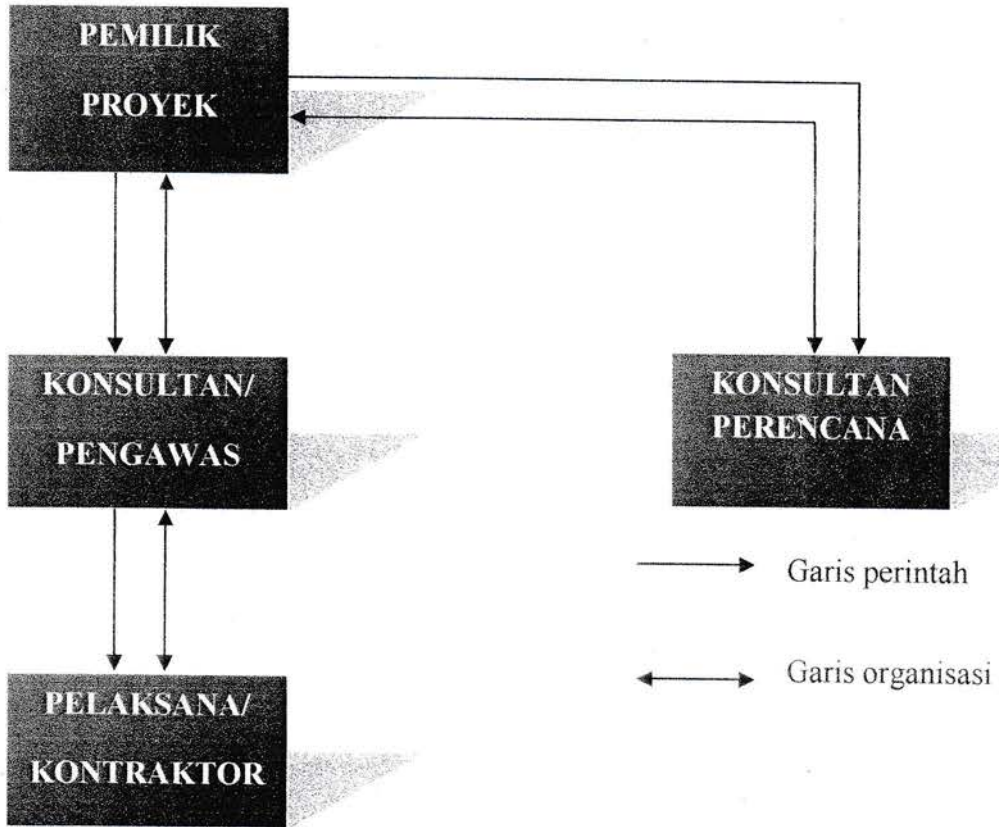 PEMILIK
PROYEK
KONSULTAN/
PENGAWAS
KONSULTAN
PERENCANA
Garis perintah
Garis organisasi
PELAKSANA/
KONTRAKTOR